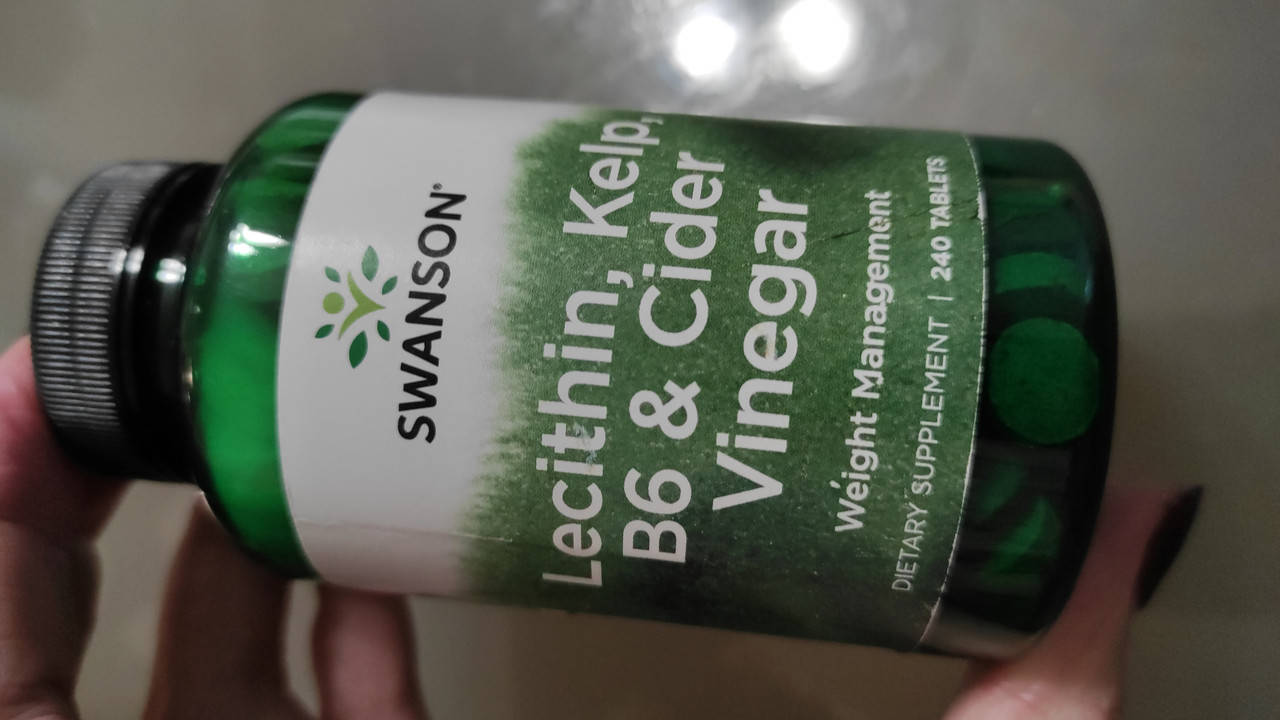 SWANSON®
Lecithin, Kelp,
B6 & Cider
Vinegar
Weight Management
DIETARY SUPPLEMENT | 240 TABLETS